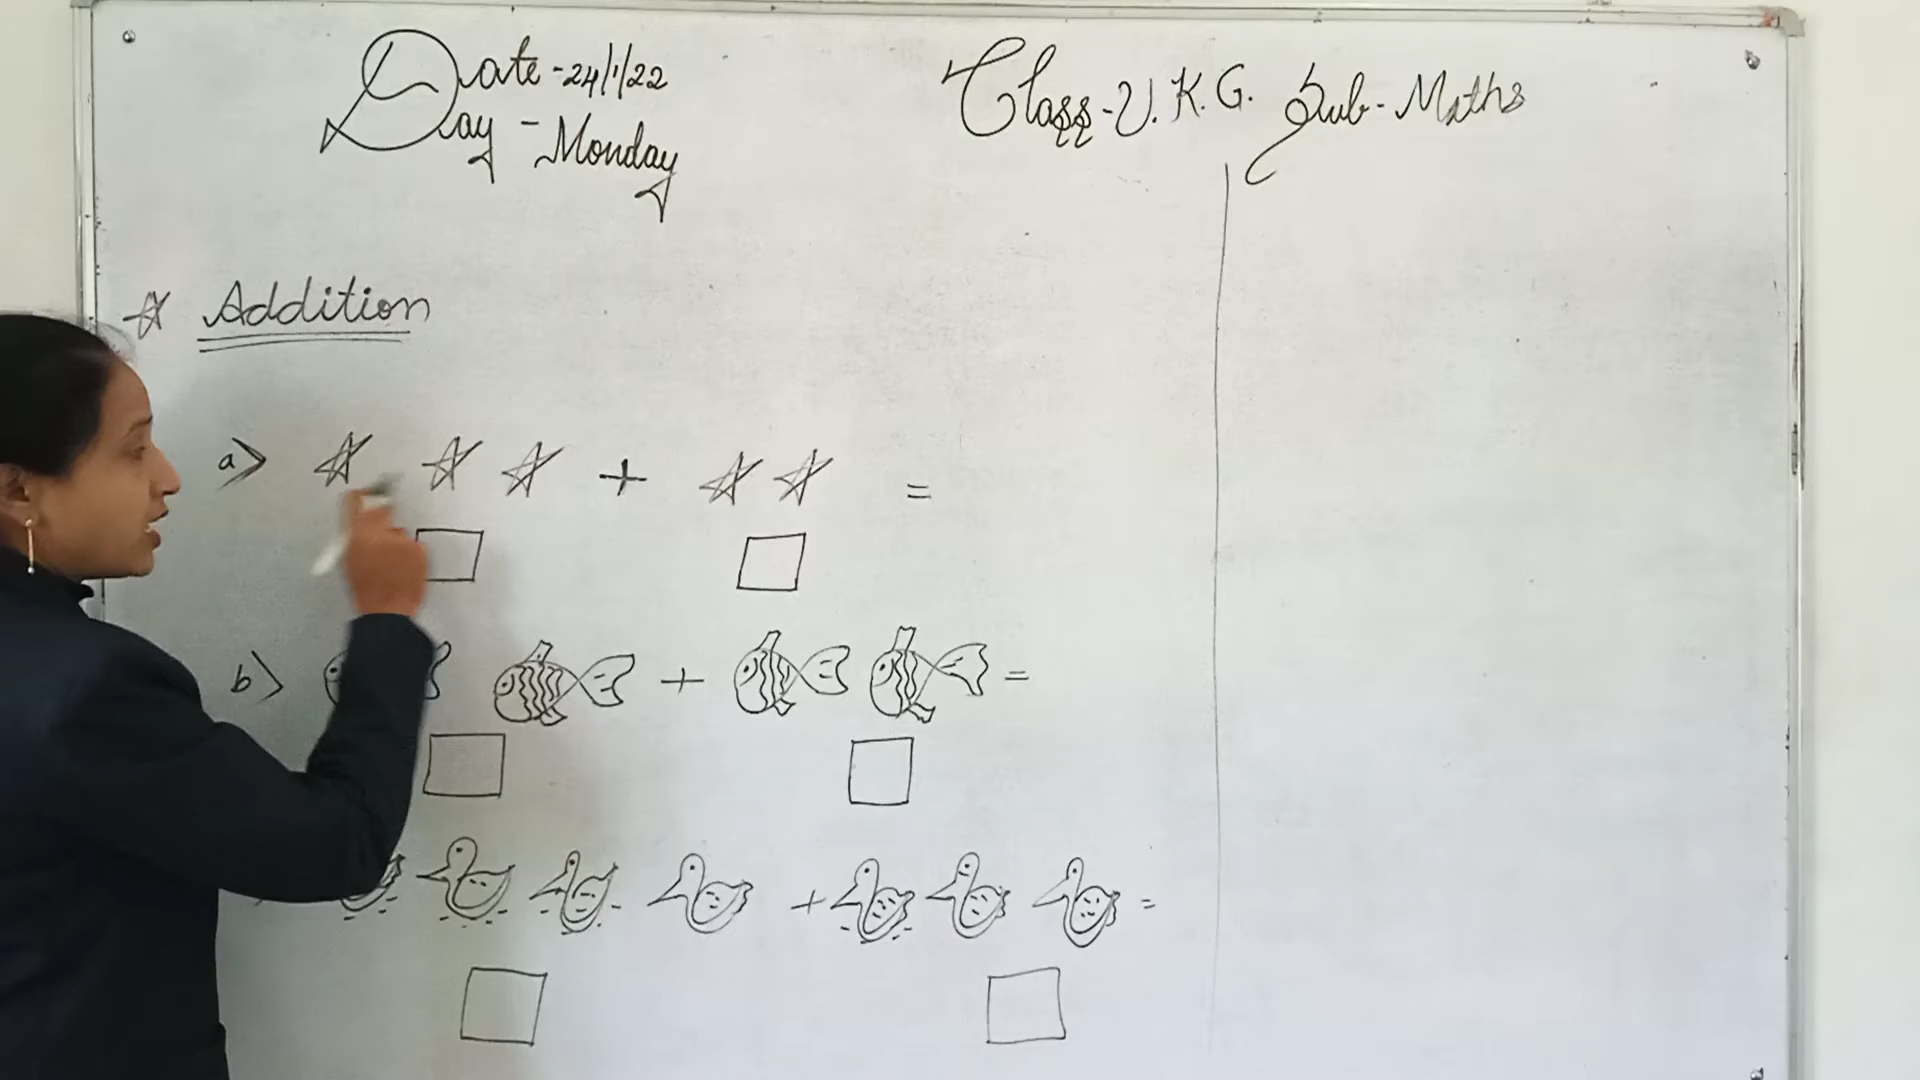 Date - 24/1/22
Day - Monday
Class - U.K.G. Sub - Maths
☆ Addition
a> ☆ ☆ ☆ + ☆ ☆ =
b> + =
+ =